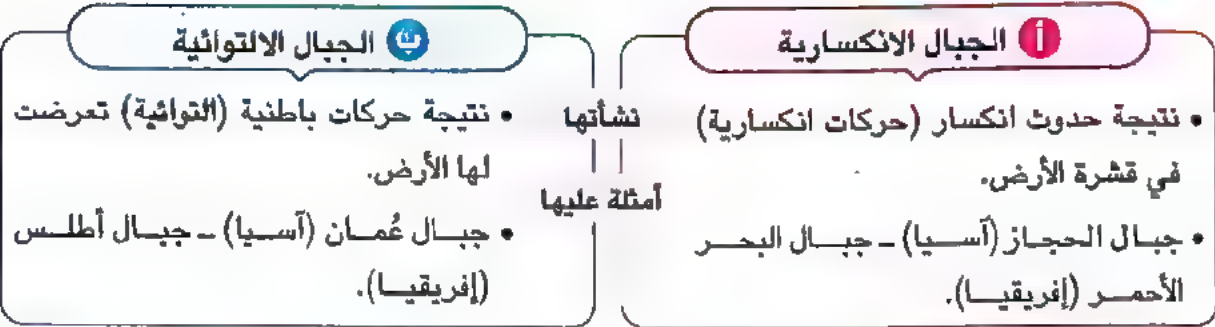 أ الجبال الانكسارية
• نتيجة حدوث انكسار (حركات انكسارية)
في قشرة الأرض.
• جبال الحجاز (آسيا) - جبال البحر
الأحمر (إفريقيا).
نشأتها
أمثلة عليها
ب الجبال الالتوائية
• نتيجة حركات باطنية (التوائية) تعرضت
لها الأرض.
• جبال عُمان (آسيا) - جبال أطلس
(إفريقيا).